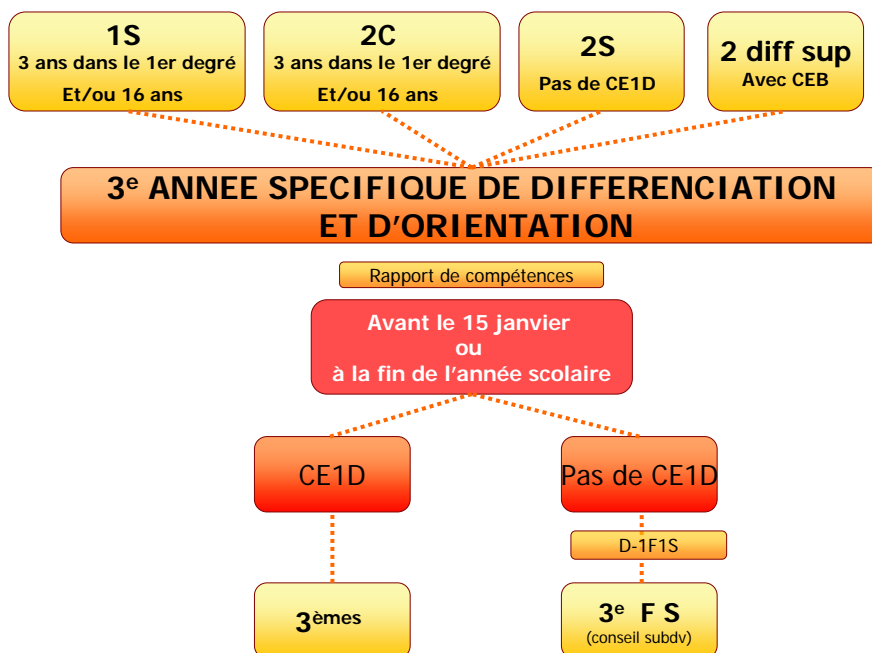 1S
3 ans dans le 1er degré
Et/ou 16 ans
2C
3 ans dans le 1er degré
Et/ou 16 ans
2S
Pas de CE1D
2 diff sup
Avec CEB
3e ANNEE SPECIFIQUE DE DIFFERENCIATION
ET D'ORIENTATION
Rapport de compétences
Avant le 15 janvier
ou
à la fin de l'année scolaire
CE1D
Pas de CE1D
D-1F1S
3èmes
3e F S
(conseil subdv)